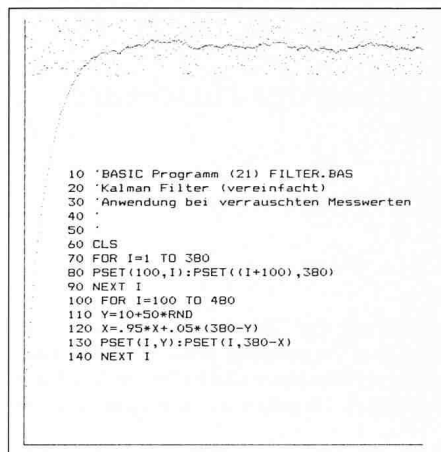 10 'BASIC Programm (21) FILTER.BAS
20 'Kalman Filter (vereinfacht)
30 'Anwendung bei verrauschten Messwerten
40 '
50 '
60 CLS
70 FOR I=1 TO 380
80 PSET(100,I):PSET((I+100),380)
90 NEXT I
100 FOR I=100 TO 480
110 Y=10+50*RND
120 X=.95*X+.05*(380-Y)
130 PSET(I,Y):PSET(I,380-X)
140 NEXT I